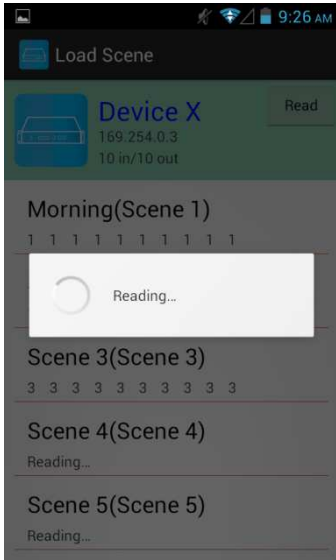 9:26 AM
Load Scene
Device X
Read
169.254.0.3
10 in/10 out
Morning(Scene 1)
1 1 1 1 1 1 1 1 1 1
Reading...
Scene 3(Scene 3)
3 3 3 3 3 3 3 3 3 3
Scene 4(Scene 4)
Reading...
Scene 5(Scene 5)
Reading...